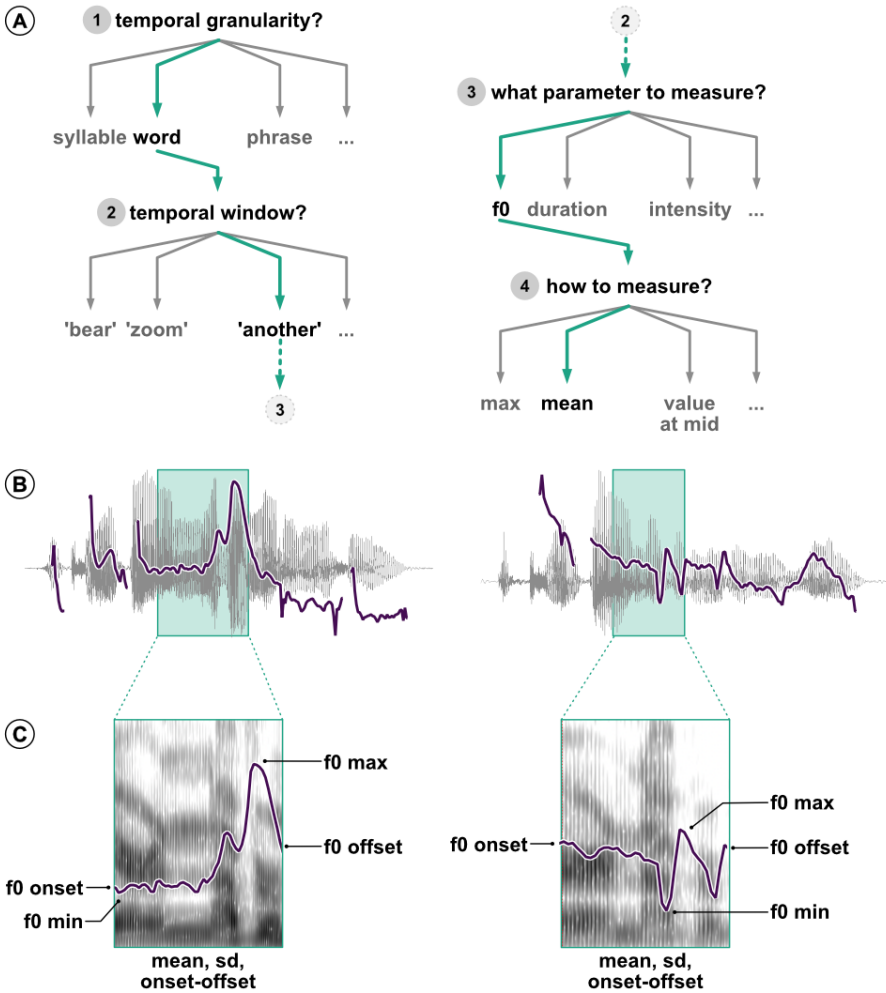 A
1 temporal granularity?
syllable word phrase ...
2 temporal window?
'bear' 'zoom' 'another' ...
3
2
3 what parameter to measure?
f0 duration intensity ...
4 how to measure?
max mean value at mid ...
B
C
f0 max
f0 offset
f0 onset
f0 min
mean, sd,
onset-offset
f0 onset
f0 max
f0 offset
f0 min
mean, sd,
onset-offset